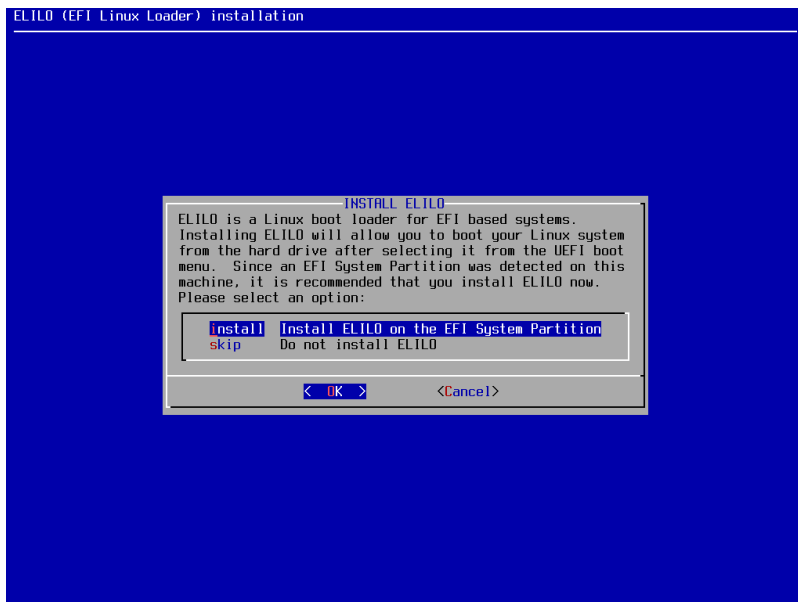 ELILO (EFI Linux Loader) installation
INSTALL ELILO
ELILO is a Linux boot loader for EFI based systems.
Installing ELILO will allow you to boot your Linux system
from the hard drive after selecting it from the UEFI boot
menu.  Since an EFI System Partition was detected on this
machine, it is recommended that you install ELILO now.
Please select an option:
install  Install ELILO on the EFI System Partition
skip     Do not install ELILO
<  OK  >        <Cancel>